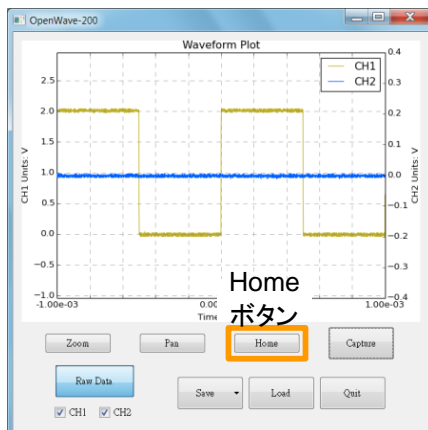 OpenWave-200
Waveform Plot
CH1
CH2
2.5
2.0
1.5
1.0
0.5
0.0
−0.5
−1.0
CH1 Units: V
0.4
0.3
0.2
0.1
0.0
−0.1
−0.2
−0.3
−0.4
CH2 Units: V
-1.00e-03
0.00
1.00e-03
Time
Home
ボタン
Zoom
Pan
Home
Capture
Raw Data
Save
Load
Quit
CH1
CH2